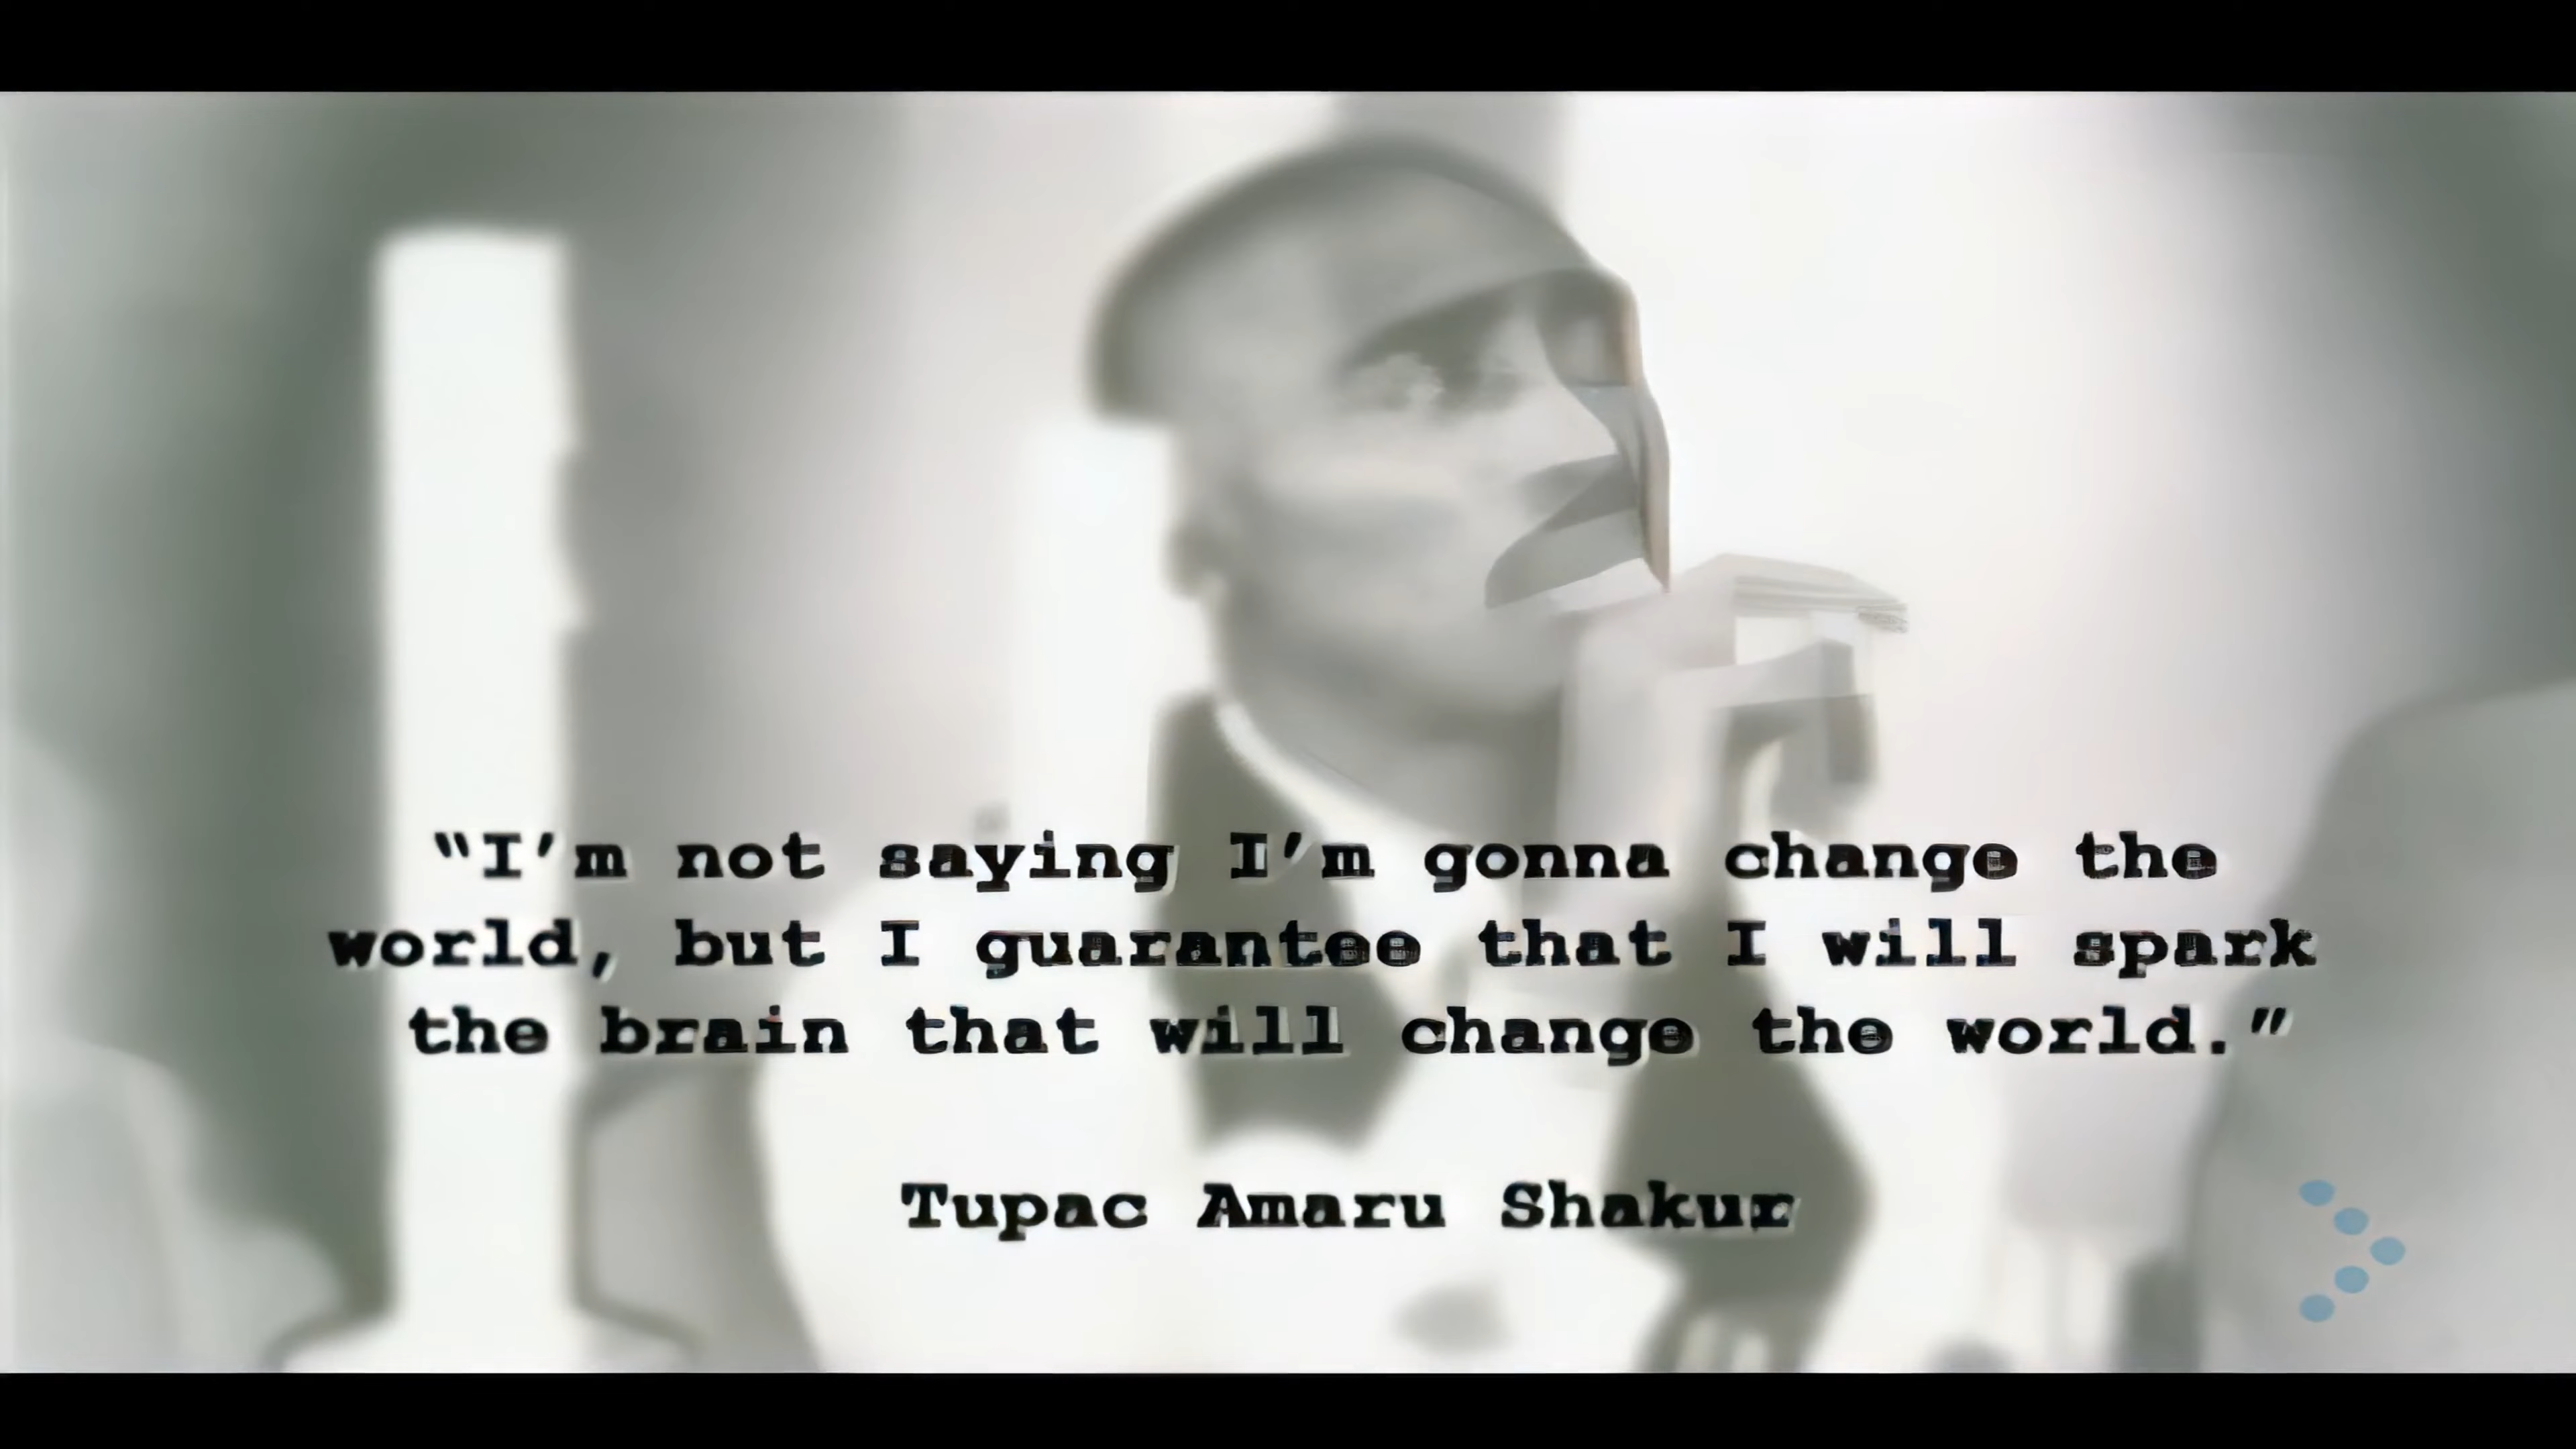 “I’m not saying I’m gonna change the
world, but I guarantee that I will spark
the brain that will change the world.”
Tupac Amaru Shakur